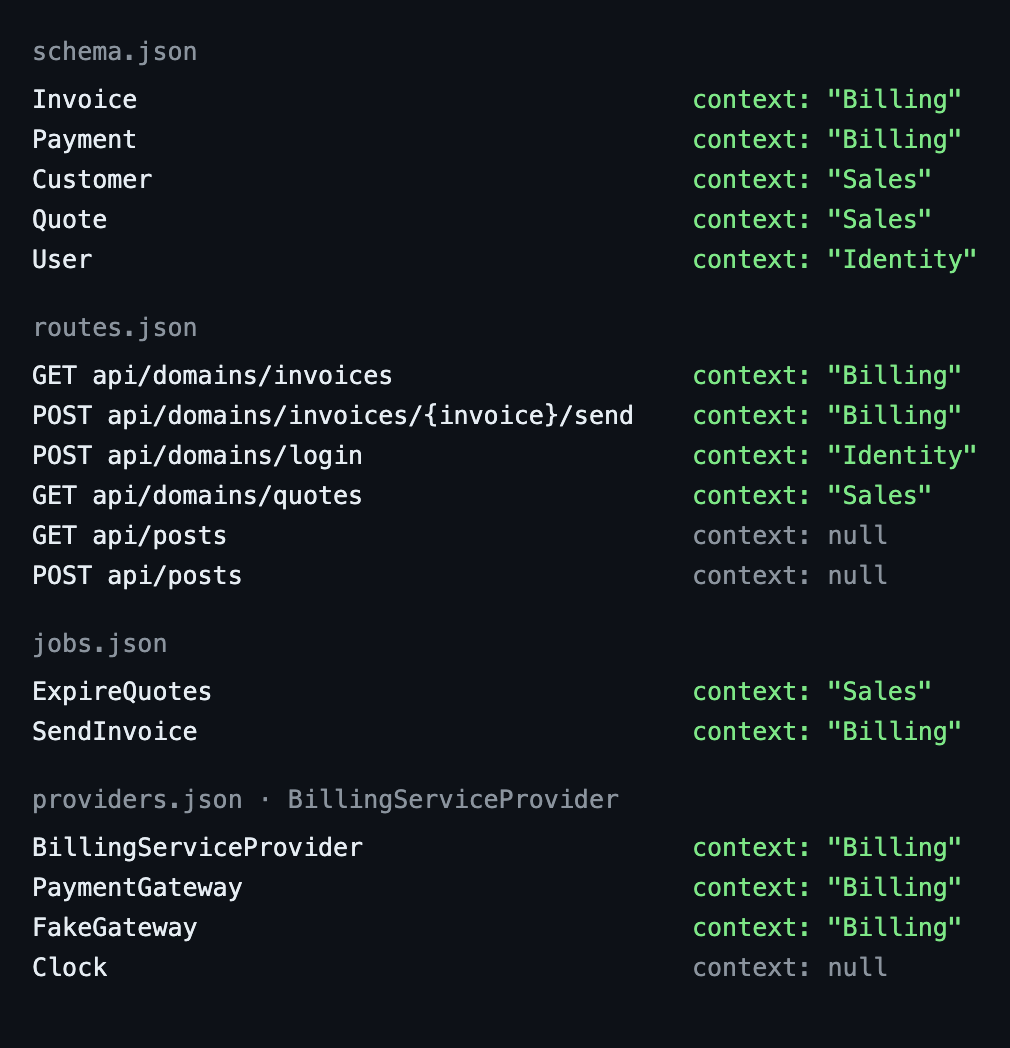 schema.json
Invoice context: "Billing"
Payment context: "Billing"
Customer context: "Sales"
Quote context: "Sales"
User context: "Identity"
routes.json
GET api/domains/invoices context: "Billing"
POST api/domains/invoices/{invoice}/send context: "Billing"
POST api/domains/login context: "Identity"
GET api/domains/quotes context: "Sales"
GET api/posts context: null
POST api/posts context: null
jobs.json
ExpireQuotes context: "Sales"
SendInvoice context: "Billing"
providers.json · BillingServiceProvider
BillingServiceProvider context: "Billing"
PaymentGateway context: "Billing"
FakeGateway context: "Billing"
Clock context: null